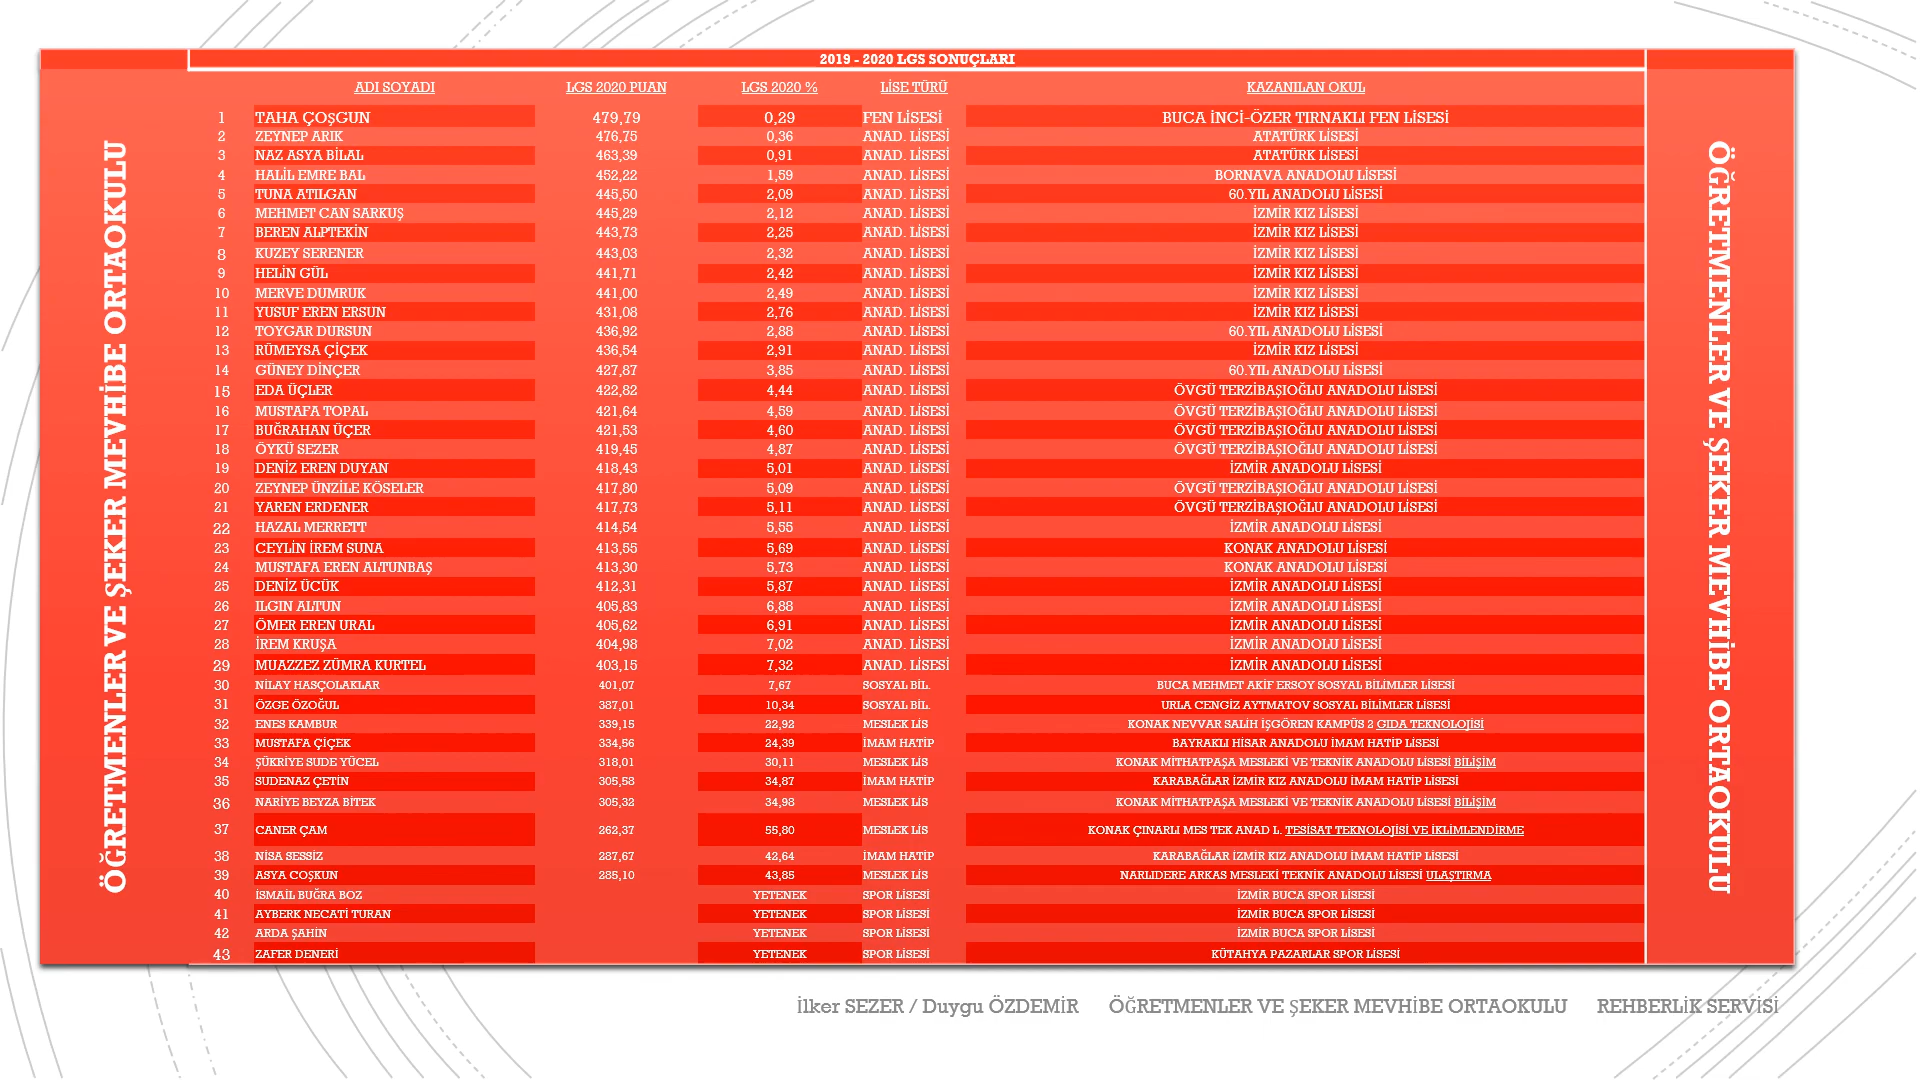 2019 - 2020 LGS SONUÇLARI
ÖĞRETMENLER VE ŞEKER MEVHİBE ORTAOKULU
ADI SOYADI LGS 2020 PUAN LGS 2020 % LİSE TÜRÜ KAZANILAN OKUL
1 TAHA ÇOŞGUN 479,79 0,29 FEN LİSESİ BUCA İNCİ-ÖZER TIRNAKLI FEN LİSESİ
2 ZEYNEP ARIK 476,75 0,36 ANAD. LİSESİ ATATÜRK LİSESİ
3 NAZ ASYA BİLAL 463,39 0,91 ANAD. LİSESİ ATATÜRK LİSESİ
4 HALİL EMRE BAL 452,22 1,59 ANAD. LİSESİ BORNAVA ANADOLU LİSESİ
5 TUNA ATILGAN 445,50 2,09 ANAD. LİSESİ 60.YIL ANADOLU LİSESİ
6 MEHMET CAN SARKUŞ 445,29 2,12 ANAD. LİSESİ İZMİR KIZ LİSESİ
7 BEREN ALPTEKİN 443,73 2,25 ANAD. LİSESİ İZMİR KIZ LİSESİ
8 KUZEY SERENER 443,03 2,32 ANAD. LİSESİ İZMİR KIZ LİSESİ
9 HELİN GÜL 441,71 2,42 ANAD. LİSESİ İZMİR KIZ LİSESİ
10 MERVE DUMRUK 441,00 2,49 ANAD. LİSESİ İZMİR KIZ LİSESİ
11 YUSUF EREN ERSUN 431,08 2,76 ANAD. LİSESİ İZMİR KIZ LİSESİ
12 TOYGAR DURSUN 436,92 2,88 ANAD. LİSESİ 60.YIL ANADOLU LİSESİ
13 RÜMEYSA ÇİÇEK 436,54 2,91 ANAD. LİSESİ İZMİR KIZ LİSESİ
14 GÜNEY DİNÇER 427,87 3,85 ANAD. LİSESİ 60.YIL ANADOLU LİSESİ
15 EDA ÜÇLER 422,82 4,44 ANAD. LİSESİ ÖVGÜ TERZİBAŞIOĞLU ANADOLU LİSESİ
16 MUSTAFA TOPAL 421,64 4,59 ANAD. LİSESİ ÖVGÜ TERZİBAŞIOĞLU ANADOLU LİSESİ
17 BUĞRAHAN ÜÇER 421,53 4,60 ANAD. LİSESİ ÖVGÜ TERZİBAŞIOĞLU ANADOLU LİSESİ
18 ÖYKÜ SEZER 419,45 4,87 ANAD. LİSESİ ÖVGÜ TERZİBAŞIOĞLU ANADOLU LİSESİ
19 DENİZ EREN DUYAN 418,43 5,01 ANAD. LİSESİ İZMİR ANADOLU LİSESİ
20 ZEYNEP ÜNZİLE KÖSELER 417,80 5,09 ANAD. LİSESİ ÖVGÜ TERZİBAŞIOĞLU ANADOLU LİSESİ
21 YAREN ERDENER 417,73 5,11 ANAD. LİSESİ ÖVGÜ TERZİBAŞIOĞLU ANADOLU LİSESİ
22 HAZAL MERRETT 414,54 5,55 ANAD. LİSESİ İZMİR ANADOLU LİSESİ
23 CEYLİN İREM SUNA 413,55 5,69 ANAD. LİSESİ KONAK ANADOLU LİSESİ
24 MUSTAFA EREN ALTUNBAŞ 413,30 5,73 ANAD. LİSESİ KONAK ANADOLU LİSESİ
25 DENİZ ÜCÜK 412,31 5,87 ANAD. LİSESİ İZMİR ANADOLU LİSESİ
26 ILGIN ALTUN 405,83 6,88 ANAD. LİSESİ İZMİR ANADOLU LİSESİ
27 ÖMER EREN URAL 405,62 6,91 ANAD. LİSESİ İZMİR ANADOLU LİSESİ
28 İREM KRUŞA 404,98 7,02 ANAD. LİSESİ İZMİR ANADOLU LİSESİ
29 MUAZZEZ ZÜMRA KURTEL 403,15 7,32 ANAD. LİSESİ İZMİR ANADOLU LİSESİ
30 NİLAY HASÇOLAKLAR 401,07 7,67 SOSYAL BİL. BUCA MEHMET AKİF ERSOY SOSYAL BİLİMLER LİSESİ
31 ÖZGE ÖZOĞUL 387,01 10,34 SOSYAL BİL. URLA CENGİZ AYTMATOV SOSYAL BİLİMLER LİSESİ
32 ENES KAMBUR 339,15 22,92 MESLEK LİS KONAK NEVVAR SALİH İŞGÖREN KAMPÜS 2 GIDA TEKNOLOJİSİ
33 MUSTAFA ÇİÇEK 334,56 24,39 İMAM HATİP BAYRAKLI HİSAR ANADOLU İMAM HATİP LİSESİ
34 ŞÜKRİYE SUDE YÜCEL 318,01 30,11 MESLEK LİS KONAK MİTHATPAŞA MESLEKİ VE TEKNİK ANADOLU LİSESİ BİLİŞİM
35 SUDENAZ ÇETİN 305,58 34,87 İMAM HATİP KARABAĞLAR İZMİR KIZ ANADOLU İMAM HATİP LİSESİ
36 NARİYE BEYZA BİTEK 305,32 34,98 MESLEK LİS KONAK MİTHATPAŞA MESLEKİ VE TEKNİK ANADOLU LİSESİ BİLİŞİM
37 CANER ÇAM 262,37 55,80 MESLEK LİS KONAK ÇINARLI MES TEK ANAD L. TESİSAT TEKNOLOJİSİ VE İKLİMLENDİRME
38 NİSA SESSİZ 287,67 42,64 İMAM HATİP KARABAĞLAR İZMİR KIZ ANADOLU İMAM HATİP LİSESİ
39 ASYA COŞKUN 285,10 43,85 MESLEK LİS NARLIDERE ARKAS MESLEKİ TEKNİK ANADOLU LİSESİ ULAŞTIRMA
40 İSMAİL BUĞRA BOZ YETENEK SPOR LİSESİ İZMİR BUCA SPOR LİSESİ
41 AYBERK NECATİ TURAN YETENEK SPOR LİSESİ İZMİR BUCA SPOR LİSESİ
42 ARDA ŞAHİN YETENEK SPOR LİSESİ İZMİR BUCA SPOR LİSESİ
43 ZAFER DENERİ YETENEK SPOR LİSESİ KÜTAHYA PAZARLAR SPOR LİSESİ
ÖĞRETMENLER VE ŞEKER MEVHİBE ORTAOKULU
İlker SEZER / Duygu ÖZDEMİR ÖĞRETMENLER VE ŞEKER MEVHİBE ORTAOKULU REHBERLİK SERVİSİ